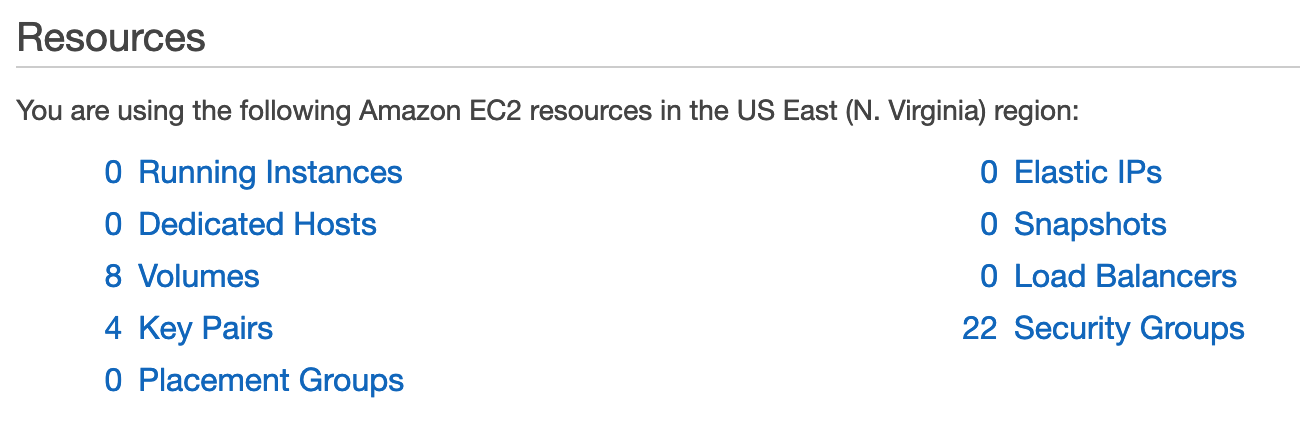 Resources
You are using the following Amazon EC2 resources in the US East (N. Virginia) region:
0 Running Instances
0 Dedicated Hosts
8 Volumes
4 Key Pairs
0 Placement Groups
0 Elastic IPs
0 Snapshots
0 Load Balancers
22 Security Groups